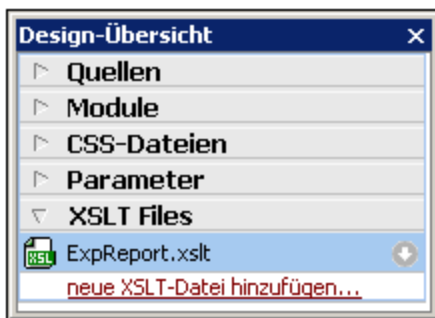 Design-Übersicht
Quellen
Module
CSS-Dateien
Parameter
XSLT Files
XSL ExpReport.xslt
neue XSLT-Datei hinzufügen...